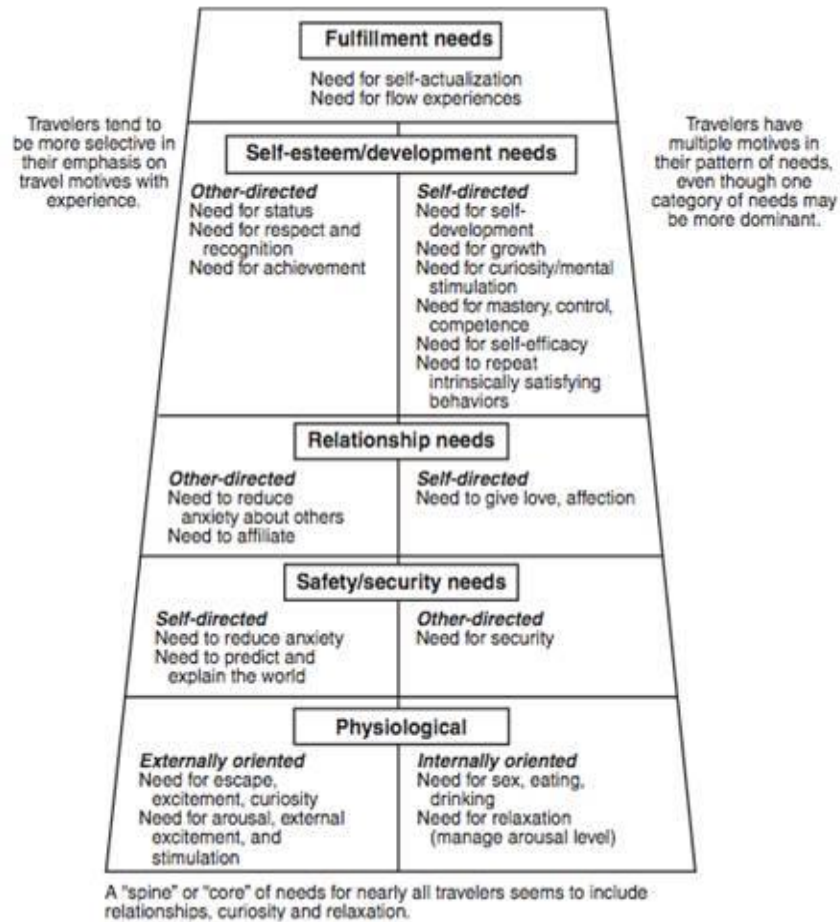 Fulfillment needs
Need for self-actualization
Need for flow experiences
Travelers tend to
be more selective in
their emphasis on
travel motives with
experience.
Travelers have
multiple motives in
their pattern of needs,
even though one
category of needs may
be more dominant.
Self-esteem/development needs
Other-directed
Need for status
Need for respect and
recognition
Need for achievement
Self-directed
Need for self-
development
Need for growth
Need for curiosity/mental
stimulation
Need for mastery, control,
competence
Need for self-efficacy
Need to repeat
intrinsically satisfying
behaviors
Relationship needs
Other-directed
Need to reduce
anxiety about others
Need to affiliate
Self-directed
Need to give love, affection
Safety/security needs
Self-directed
Need to reduce anxiety
Need to predict and
explain the world
Other-directed
Need for security
Physiological
Externally oriented
Need for escape,
excitement, curiosity
Need for arousal, external
excitement, and
stimulation
Internally oriented
Need for sex, eating,
drinking
Need for relaxation
(manage arousal level)
A "spine" or "core" of needs for nearly all travelers seems to include
relationships, curiosity and relaxation.